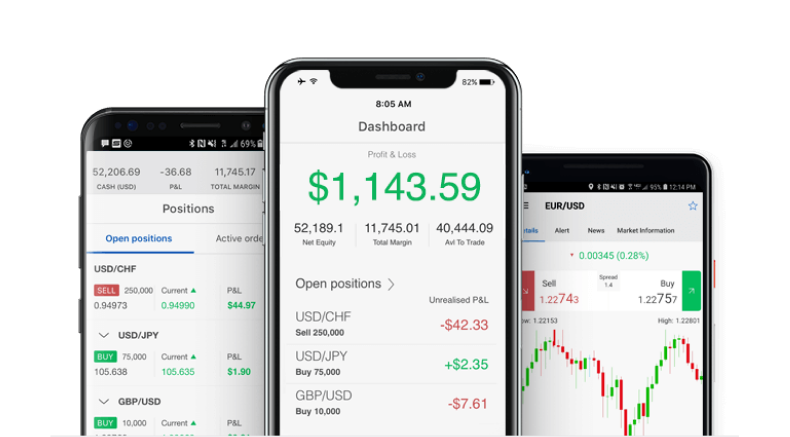 69%
52,206.69 -36.68 11,745.17
CASH (USD) P&L TOTAL MARGIN
Positions
Open positions Active orde
USD/CHF
SELL 250,000 Current P&L
0.94973 0.94990 $44.97
USD/JPY
BUY 75,000 Current P&L
105.638 105.635 $1.90
GBP/USD
BUY 10,000 Current P&L
82%
8:05 AM
Dashboard
Profit & Loss
$1,143.59
52,189.1 11,745.01 40,444.09
Net Equity Total Margin Avl To Trade
Open positions
Unrealised P&L
USD/CHF
Sell 250,000
-$42.33
USD/JPY
Buy 75,000
+$2.35
GBP/USD
Buy 10,000
-$7.61
95% 12:14 PM
EUR/USD
etails Alert News Market Information
0.00345 (0.28%)
Sell Spread Buy
1.22743 1.4 1.22757
ow: 1.22153 High: 1.22801